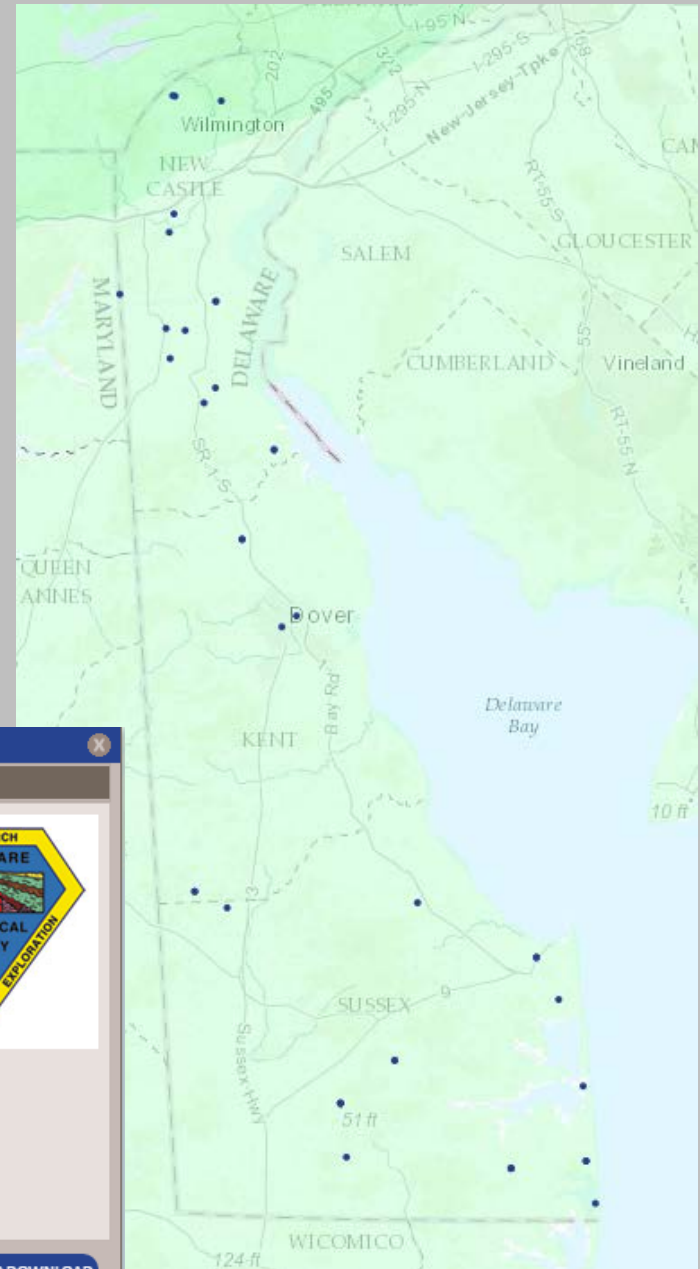 I-95-N
322
202
I-295-S
168
495
I-295-N
New-Jersey-Tpke
Wilmington
NEW
CASTLE
RT-55-S
GLOUCESTER
SALEM
MARYLAND
DELAWARE
55
CUMBERLAND
Vineland
RT-55 N
SR-1-S
QUEEN
ANNES
Dover
Bay Rd
Delaware
Bay
KENT
10 ft
X
13
EXPLORATION
SUSSEX
9
Sussex Hwy
51 ft
WICOMICO
124 ft